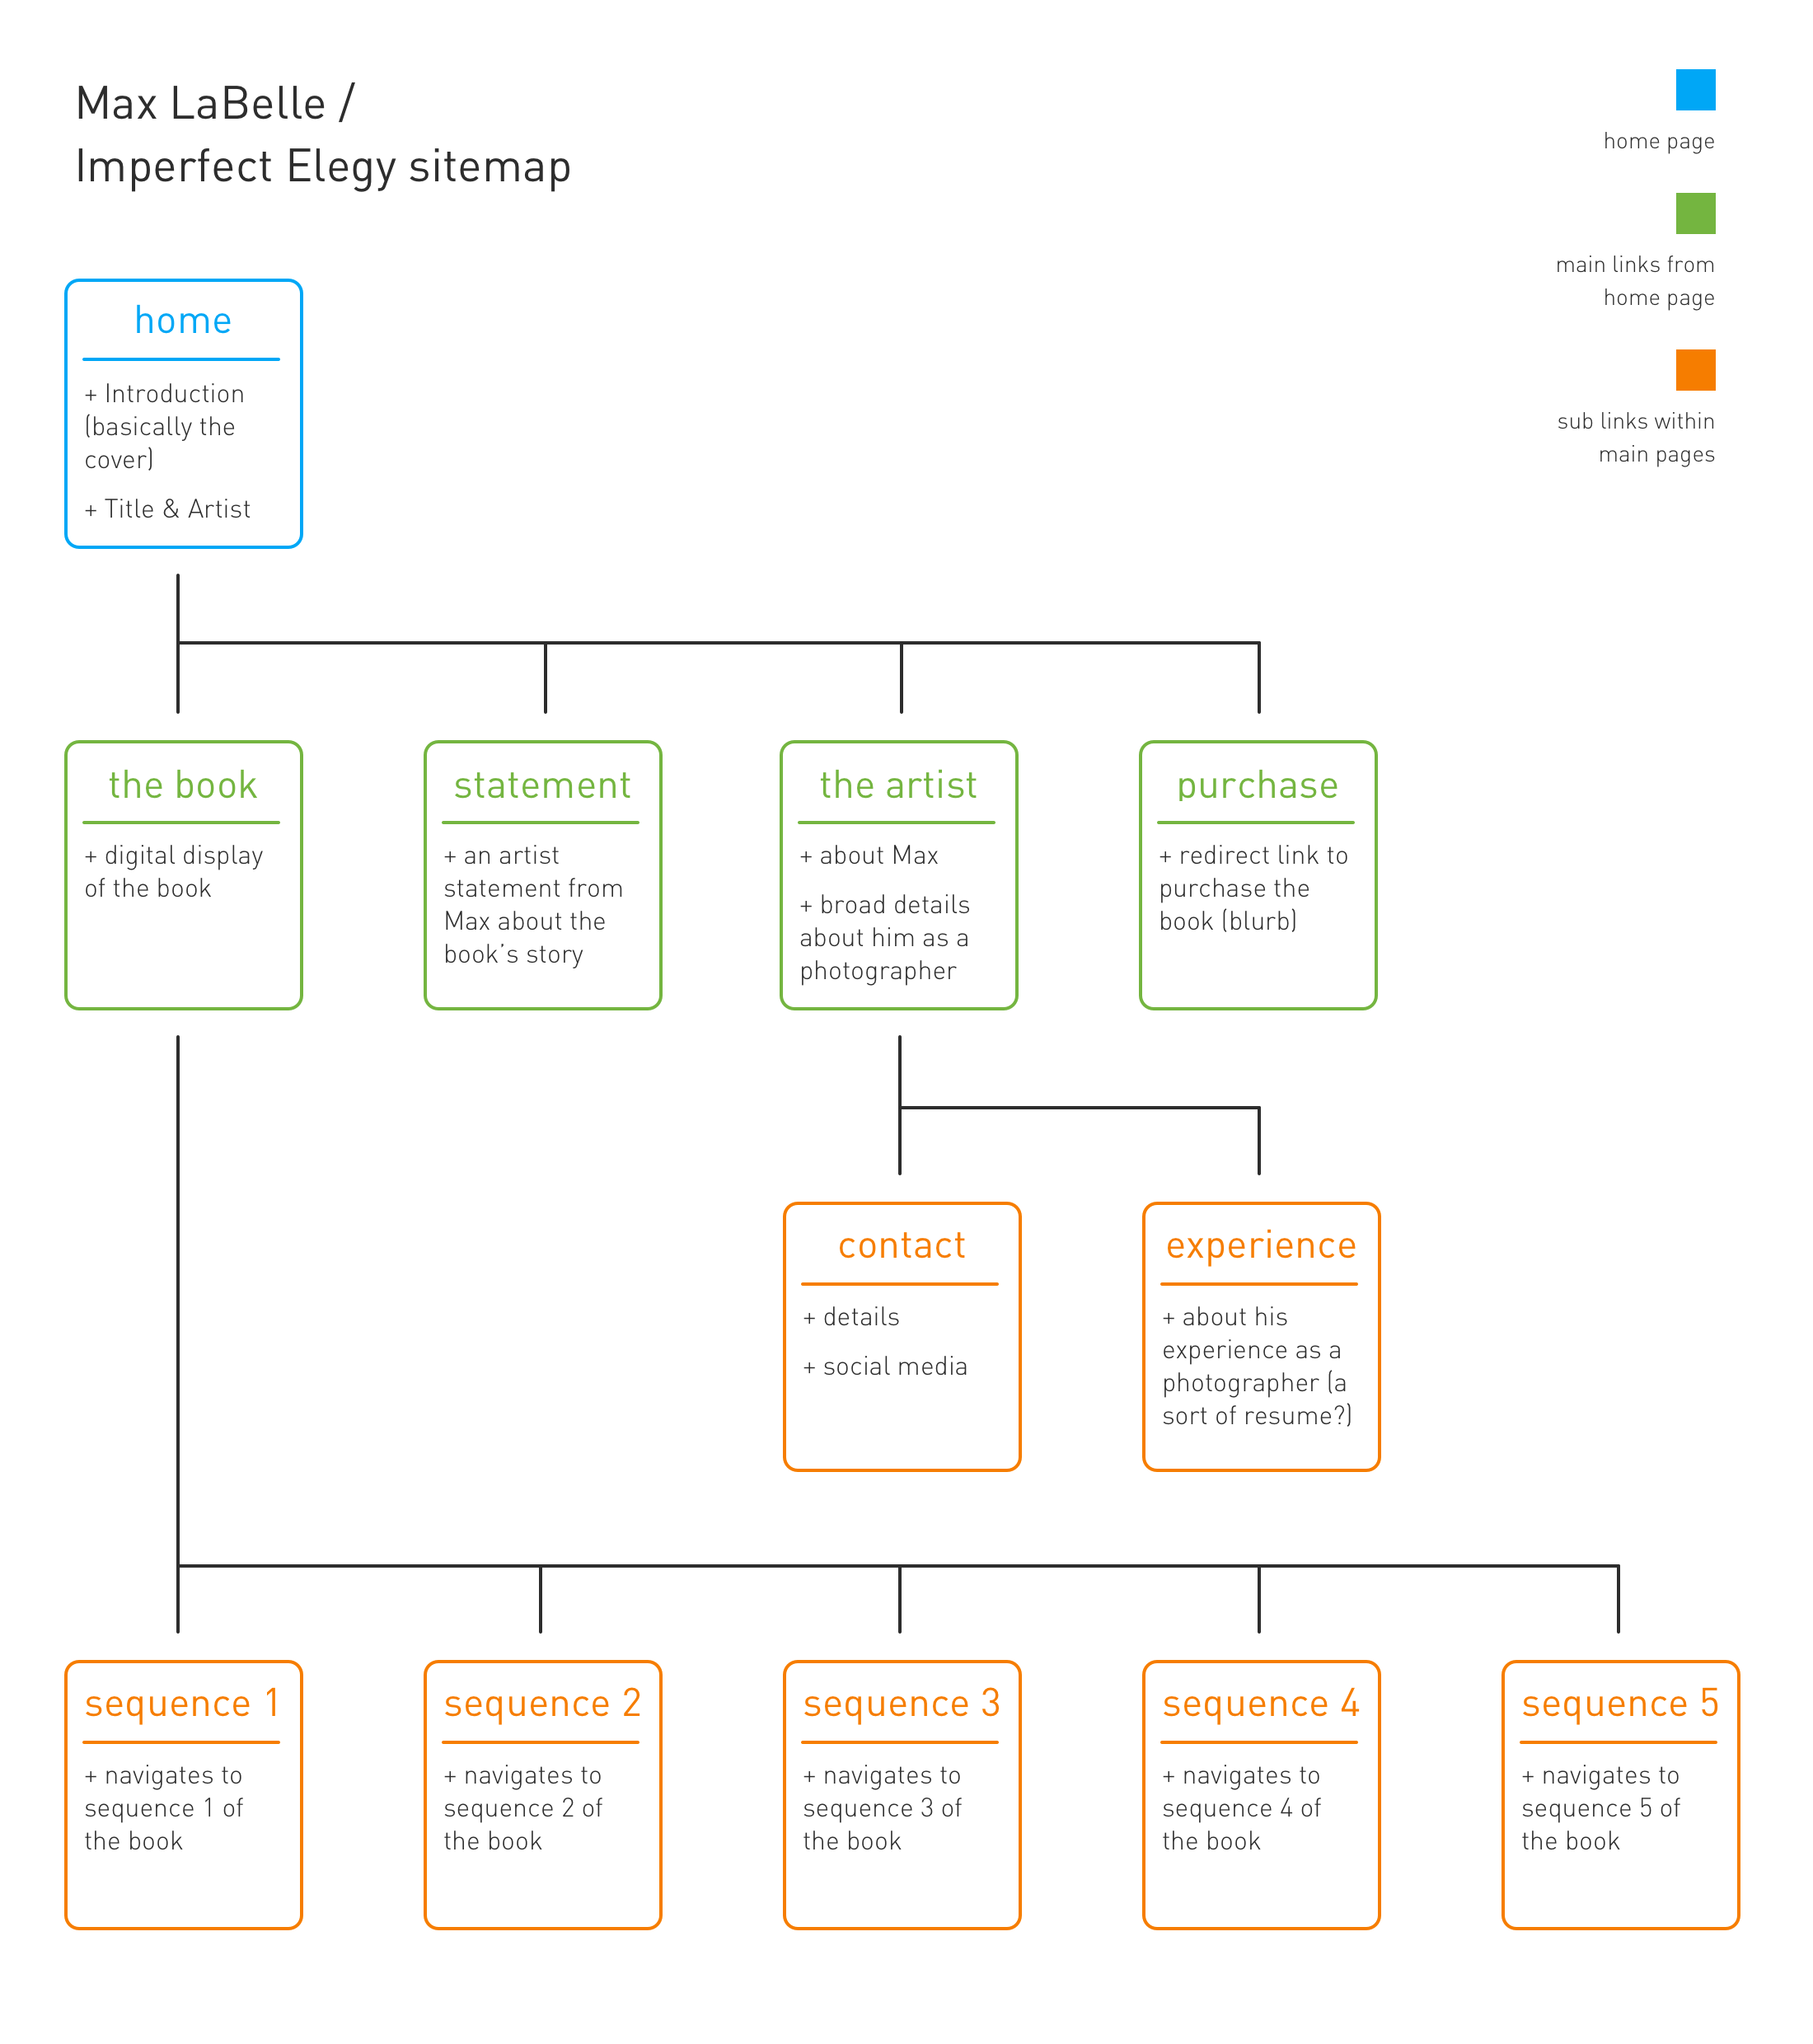 Max LaBelle /
Imperfect Elegy sitemap
home page
main links from
home page
sub links within
main pages
home
+ Introduction
(basically the
cover)
+ Title & Artist
the book
+ digital display
of the book
statement
+ an artist
statement from
Max about the
book's story
the artist
+ about Max
+ broad details
about him as a
photographer
purchase
+ redirect link to
purchase the
book (blurb)
contact
+ details
+ social media
experience
+ about his
experience as a
photographer (a
sort of resume?)
sequence 1
+ navigates to
sequence 1 of
the book
sequence 2
+ navigates to
sequence 2 of
the book
sequence 3
+ navigates to
sequence 3 of
the book
sequence 4
+ navigates to
sequence 4 of
the book
sequence 5
+ navigates to
sequence 5 of
the book